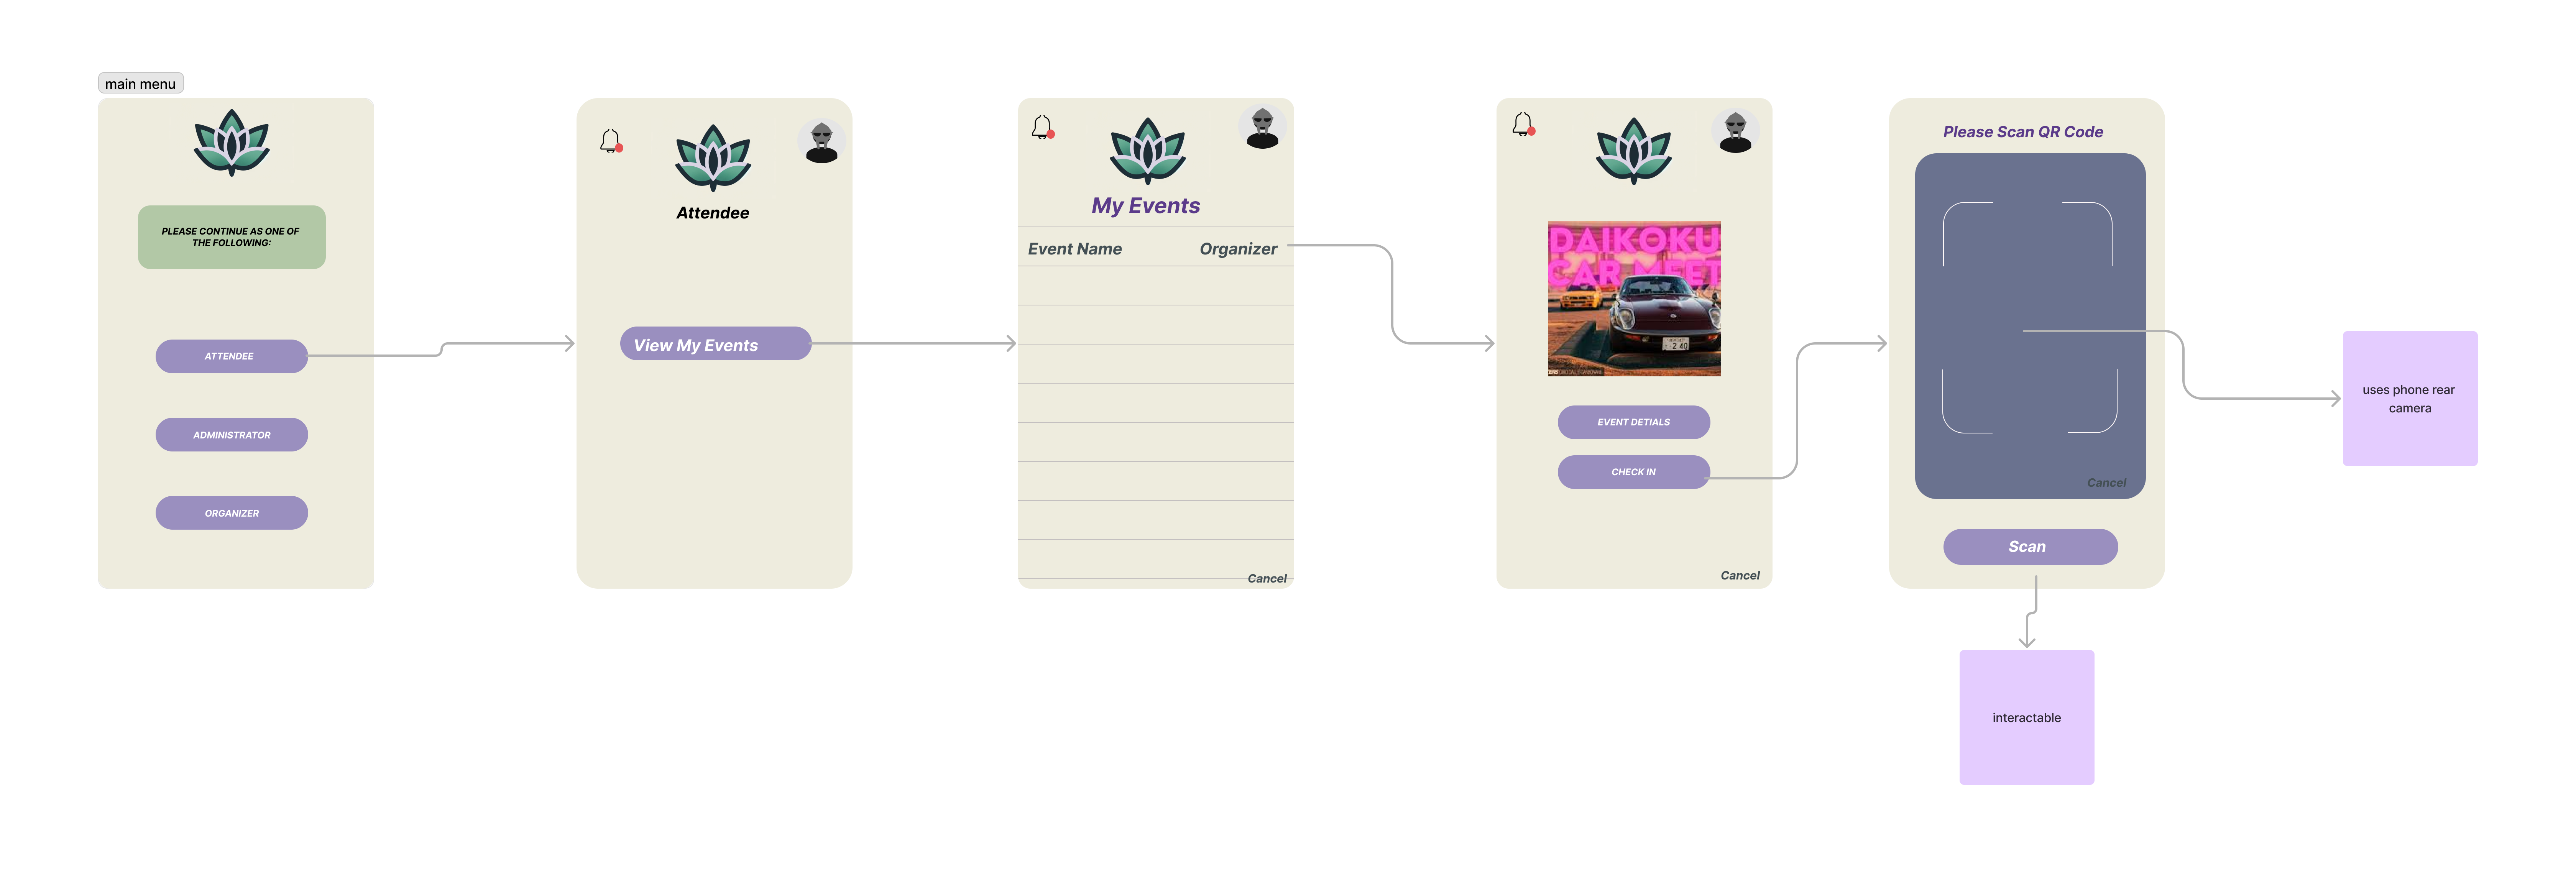 main menu
PLEASE CONTINUE AS ONE OF
THE FOLLOWING:
ATTENDEE
ADMINISTRATOR
ORGANIZER
Attendee
View My Events
My Events
Event Name Organizer
Cancel
DAIKOKU
CAR MEET
EVENT DETIALS
CHECK IN
Cancel
Please Scan QR Code
Cancel
Scan
uses phone rear
camera
interactable